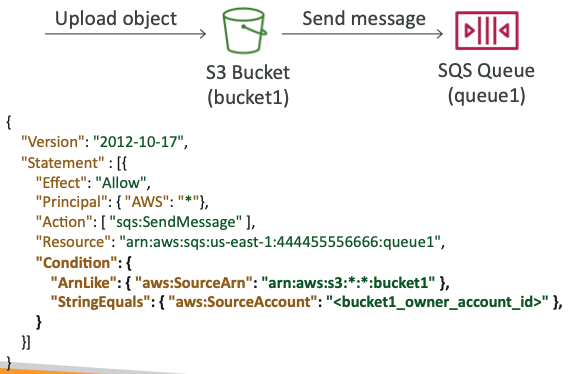 Upload object
Send message
S3 Bucket
(bucket1)
SQS Queue
(queue1)
{
"Version": "2012-10-17",
"Statement" : [{
"Effect": "Allow",
"Principal": { "AWS": "*"},
"Action": [ "sqs:SendMessage" ],
"Resource": "arn:aws:sqs:us-east-1:444455556666:queue1",
"Condition": {
"ArnLike": { "aws:SourceArn": "arn:aws:s3:*:*:bucket1" },
"StringEquals": { "aws:SourceAccount": "<bucket1_owner_account_id>" },
}
}]
}